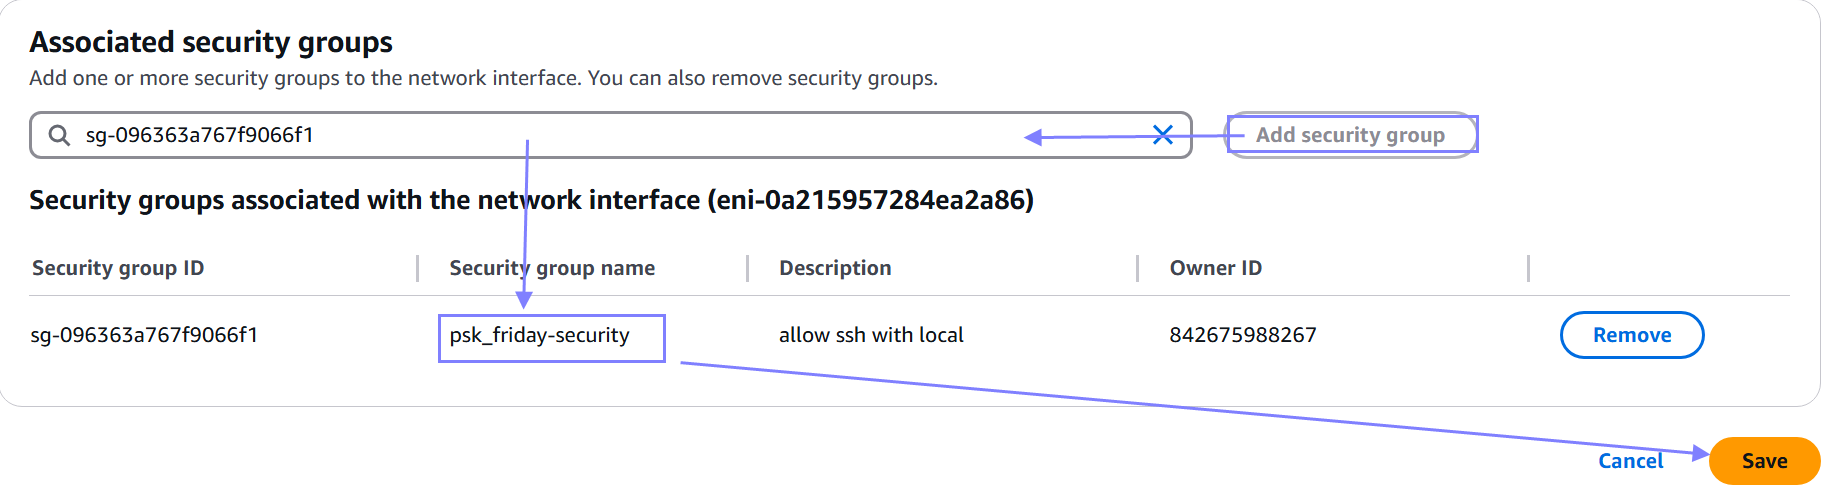 Associated security groups
Add one or more security groups to the network interface. You can also remove security groups.
sg-096363a767f9066f1 Add security group
Security groups associated with the network interface (eni-0a215957284ea2a86)
Security group ID Security group name Description Owner ID
sg-096363a767f9066f1 psk_friday-security allow ssh with local 842675988267 Remove
Cancel Save